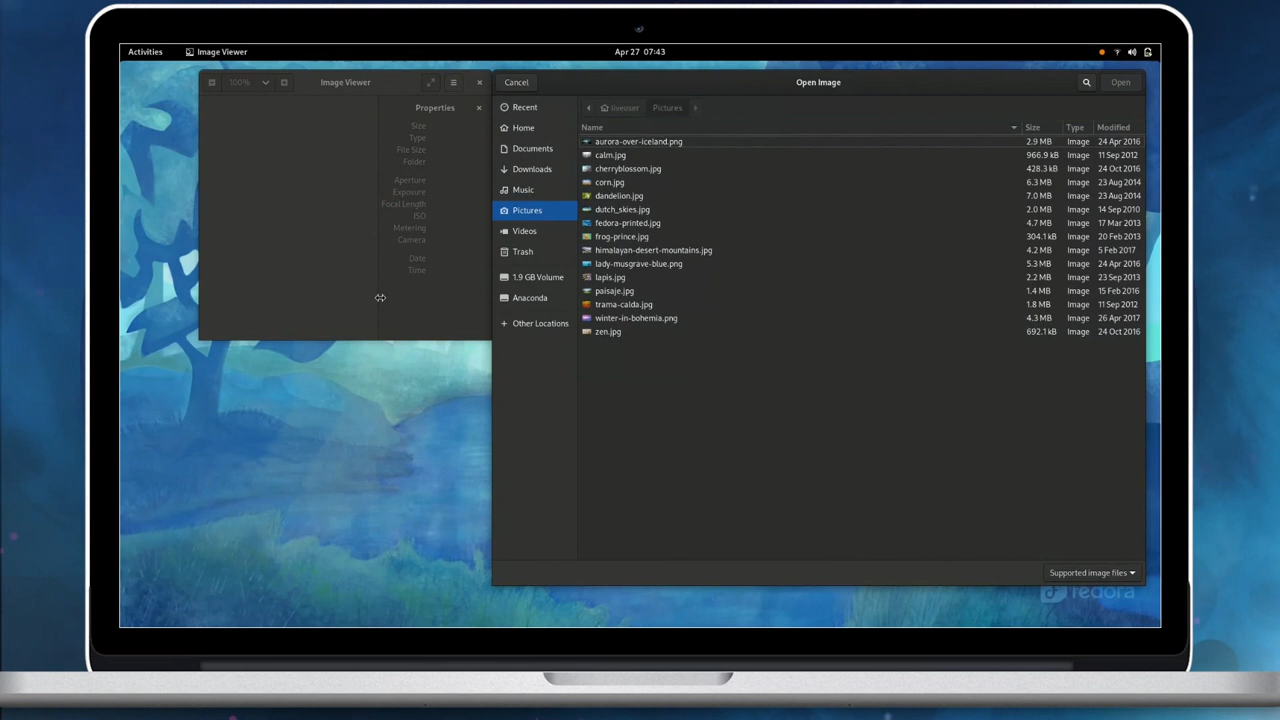 Activities Image Viewer Apr 27 07:43
100% Image Viewer
Properties
Size
Type
File Size
Folder
Aperture
Exposure
Focal Length
ISO
Metering
Camera
Date
Time
Cancel Open Image Open
Recent
Home
Documents
Downloads
Music
Pictures
Videos
Trash
1.9 GB Volume
Anaconda
Other Locations
liveuser Pictures
Name Size Type Modified
aurora-over-iceland.png 2.9 MB Image 24 Apr 2016
calm.jpg 966.9 kB Image 11 Sep 2012
cherryblossom.jpg 428.3 kB Image 24 Oct 2016
corn.jpg 6.3 MB Image 23 Aug 2014
dandelion.jpg 7.0 MB Image 23 Aug 2014
dutch_skies.jpg 2.0 MB Image 14 Sep 2010
fedora-printed.jpg 4.7 MB Image 17 Mar 2013
frog-prince.jpg 304.1 kB Image 20 Feb 2013
himalayan-desert-mountains.jpg 4.2 MB Image 5 Feb 2017
lady-musgrave-blue.png 5.3 MB Image 24 Apr 2016
lapis.jpg 2.2 MB Image 23 Sep 2013
paisaje.jpg 1.4 MB Image 15 Feb 2016
trama-calda.jpg 1.8 MB Image 11 Sep 2012
winter-in-bohemia.png 4.3 MB Image 26 Apr 2017
zen.jpg 692.1 kB Image 24 Oct 2016
Supported image files
fedora